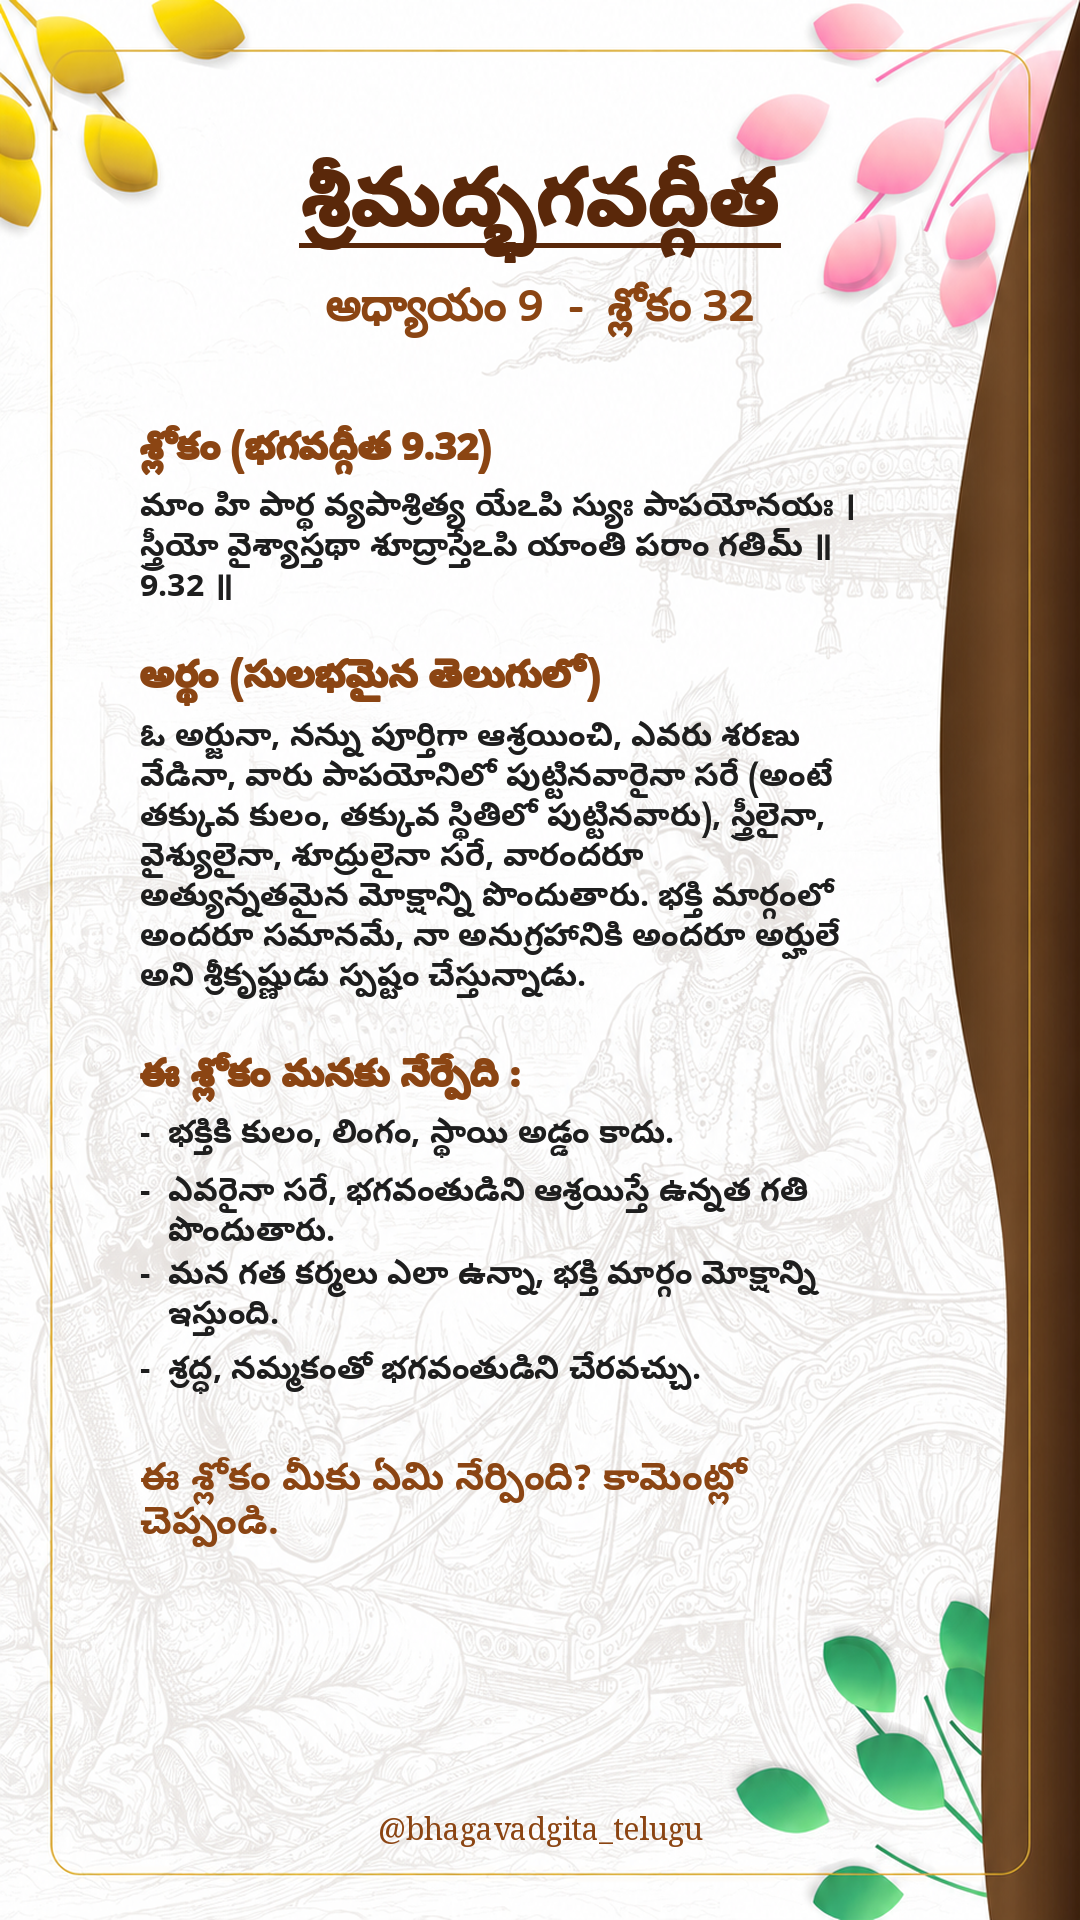 శ్రీమద్భగవద్గీత
అధ్యాయం 9 - శ్లోకం 32
శ్లోకం (భగవద్గీత 9.32)
మాం హి పార్థ వ్యపాశ్రిత్య యేఽపి స్యుః పాపయోనయః |
స్త్రీయో వైశ్యాస్తథా శూద్రాస్తేఽపి యాంతి పరాం గతిమ్ ||
9.32 ||
అర్థం (సులభమైన తెలుగులో)
ఓ అర్జునా, నన్ను పూర్తిగా ఆశ్రయించి, ఎవరు శరణు
వేడినా, వారు పాపయోనిలో పుట్టినవారైనా సరే (అంటే
తక్కువ కులం, తక్కువ స్థితిలో పుట్టినవారు), స్త్రీలైనా,
వైశ్యులైనా, శూద్రులైనా సరే, వారందరూ
అత్యున్నతమైన మోక్షాన్ని పొందుతారు. భక్తి మార్గంలో
అందరూ సమానమే, నా అనుగ్రహానికి అందరూ అర్హులే
అని శ్రీకృష్ణుడు స్పష్టం చేస్తున్నాడు.
ఈ శ్లోకం మనకు నేర్పేది :
- భక్తికి కులం, లింగం, స్థాయి అడ్డం కాదు.
- ఎవరైనా సరే, భగవంతుడిని ఆశ్రయిస్తే ఉన్నత గతి
పొందుతారు.
- మన గత కర్మలు ఎలా ఉన్నా, భక్తి మార్గం మోక్షాన్ని
ఇస్తుంది.
- శ్రద్ధ, నమ్మకంతో భగవంతుడిని చేరవచ్చు.
ఈ శ్లోకం మీకు ఏమి నేర్పింది? కామెంట్లో
చెప్పండి.
@bhagavadgita_telugu